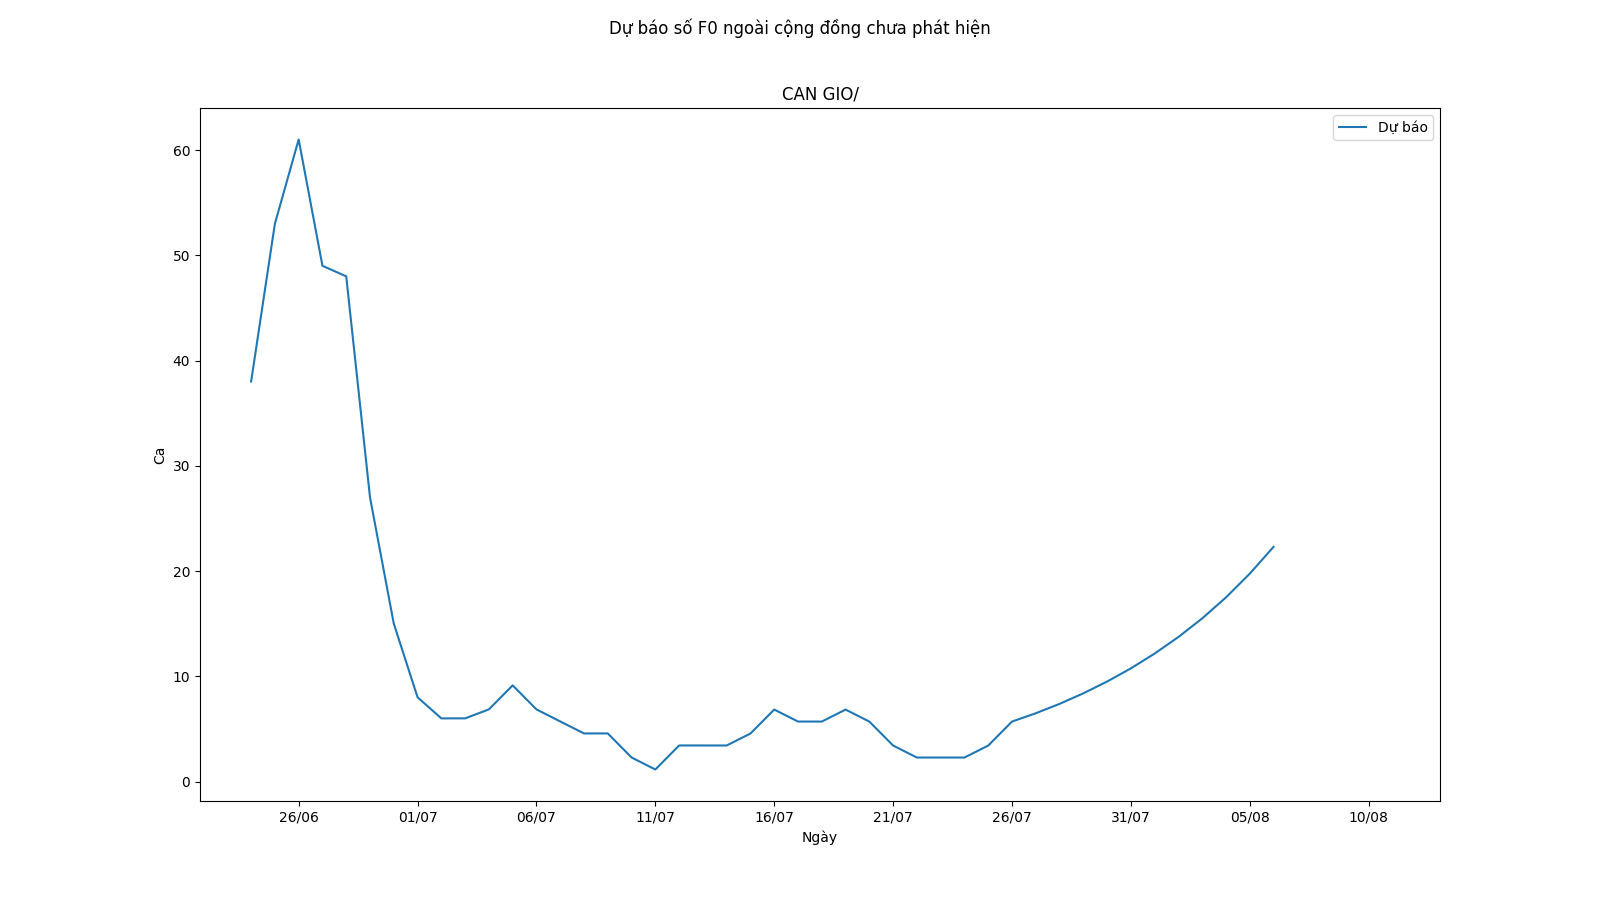 Dự báo số F0 ngoài cộng đồng chưa phát hiện
CAN GIO/
Dự báo
60
50
40
30
20
10
0
Ca
26/06 01/07 06/07 11/07 16/07 21/07 26/07 31/07 05/08 10/08
Ngày